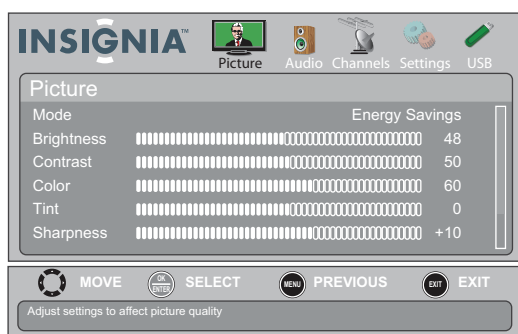 INSIGNIA™
Picture Audio Channels Settings USB
Picture
Mode Energy Savings
Brightness 48
Contrast 50
Color 60
Tint 0
Sharpness +10
MOVE OK ENTER SELECT MENU PREVIOUS EXIT EXIT
Adjust settings to affect picture quality